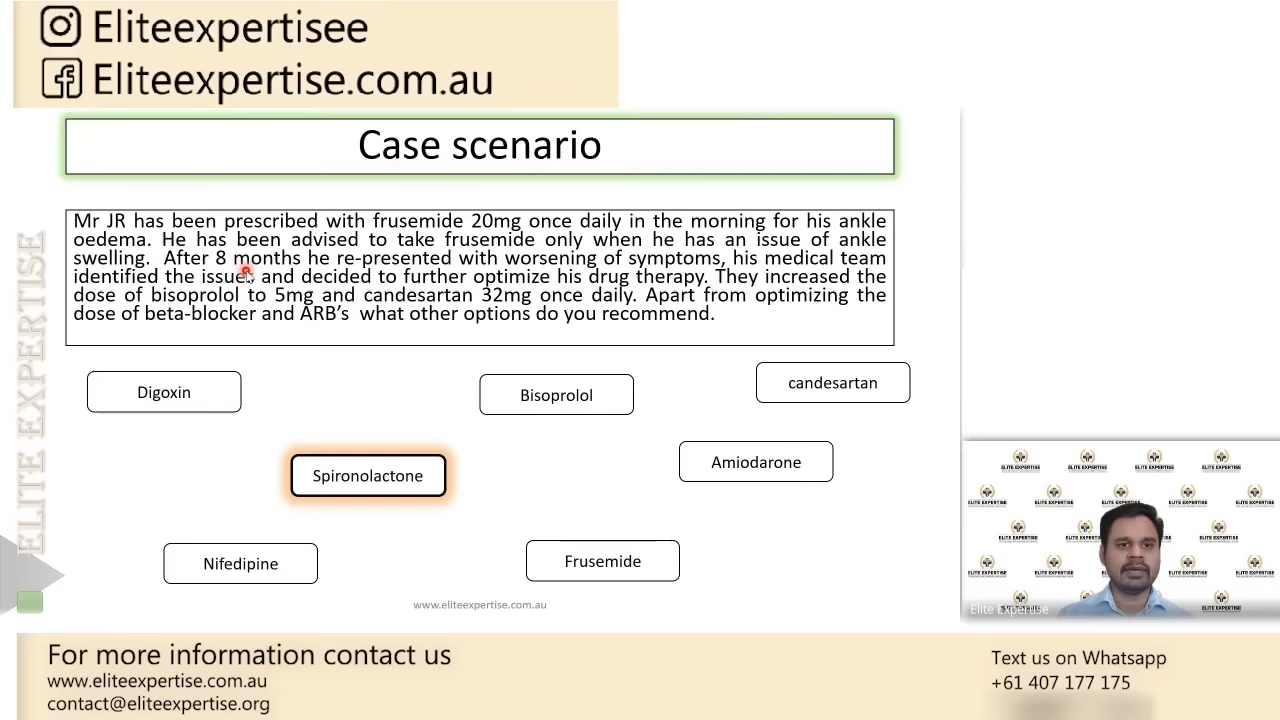 Eliteexpertisee
Eliteexpertise.com.au
Case scenario
Mr JR has been prescribed with frusemide 20mg once daily in the morning for his ankle
oedema. He has been advised to take frusemide only when he has an issue of ankle
swelling. After 8 months he re-presented with worsening of symptoms, his medical team
identified the issue, and decided to further optimize his drug therapy. They increased the
dose of bisoprolol to 5mg and candesartan 32mg once daily. Apart from optimizing the
dose of beta-blocker and ARB's what other options do you recommend.
ELITE EXPERTISE
Digoxin
Bisoprolol
candesartan
Spironolactone
Amiodarone
Nifedipine
Frusemide
www.eliteexpertise.com.au
ELITE EXPERTISE
Elite Expertise
For more information contact us
www.eliteexpertise.com.au
contact@eliteexpertise.org
Text us on Whatsapp
+61 407 177 175